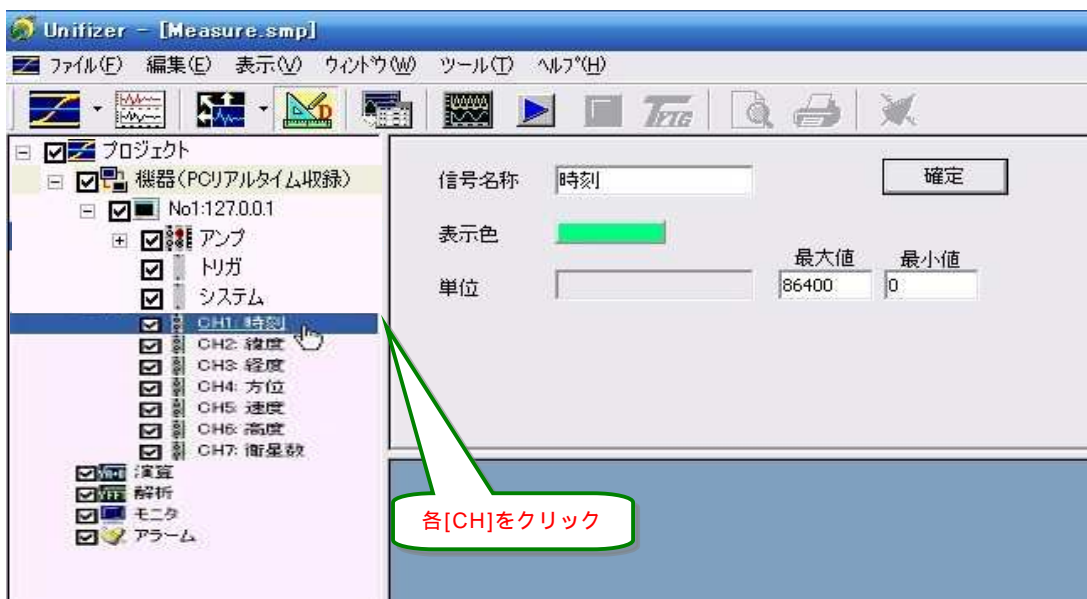 Unifizer - [Measure.smp]
ファイル(F) 編集(E) 表示(V) ウィンドウ(W) ツール(T) ヘルプ(H)
プロジェクト
機器(PCリアルタイム収録)
No1:127.0.0.1
アンプ
トリガ
システム
CH1: 時刻
CH2: 緯度
CH3: 経度
CH4: 方位
CH5: 速度
CH6: 高度
CH7: 衛星数
演算
解析
モニタ
アラーム
信号名称 時刻 確定
表示色
最大値 最小値
単位 86400 0
各[CH]をクリック